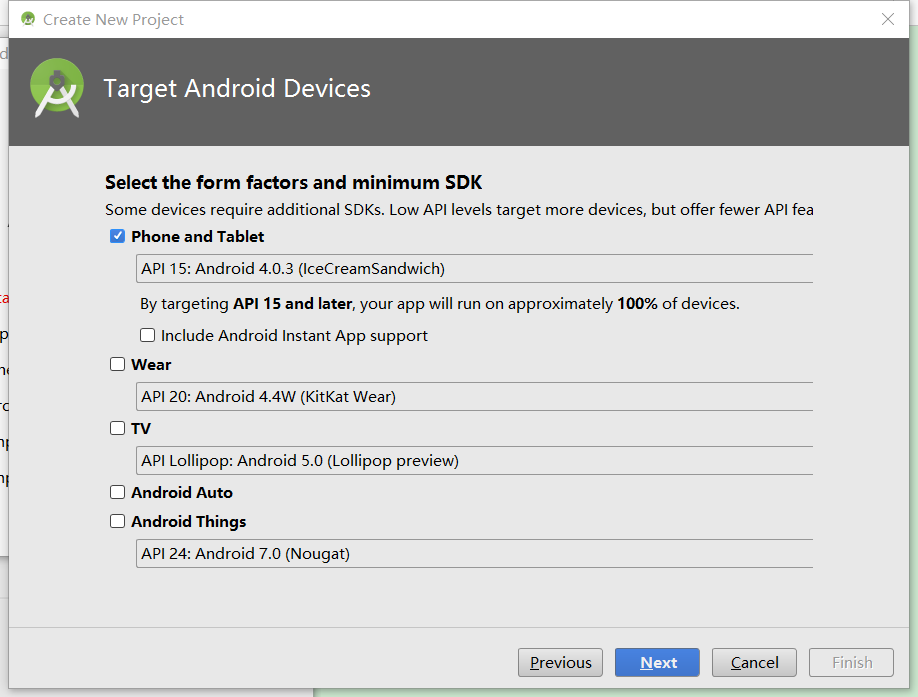 Create New Project
Target Android Devices
Select the form factors and minimum SDK
Some devices require additional SDKs. Low API levels target more devices, but offer fewer API fea
Phone and Tablet
API 15: Android 4.0.3 (IceCreamSandwich)
By targeting API 15 and later, your app will run on approximately 100% of devices.
Include Android Instant App support
Wear
API 20: Android 4.4W (KitKat Wear)
TV
API Lollipop: Android 5.0 (Lollipop preview)
Android Auto
Android Things
API 24: Android 7.0 (Nougat)
Previous
Next
Cancel
Finish